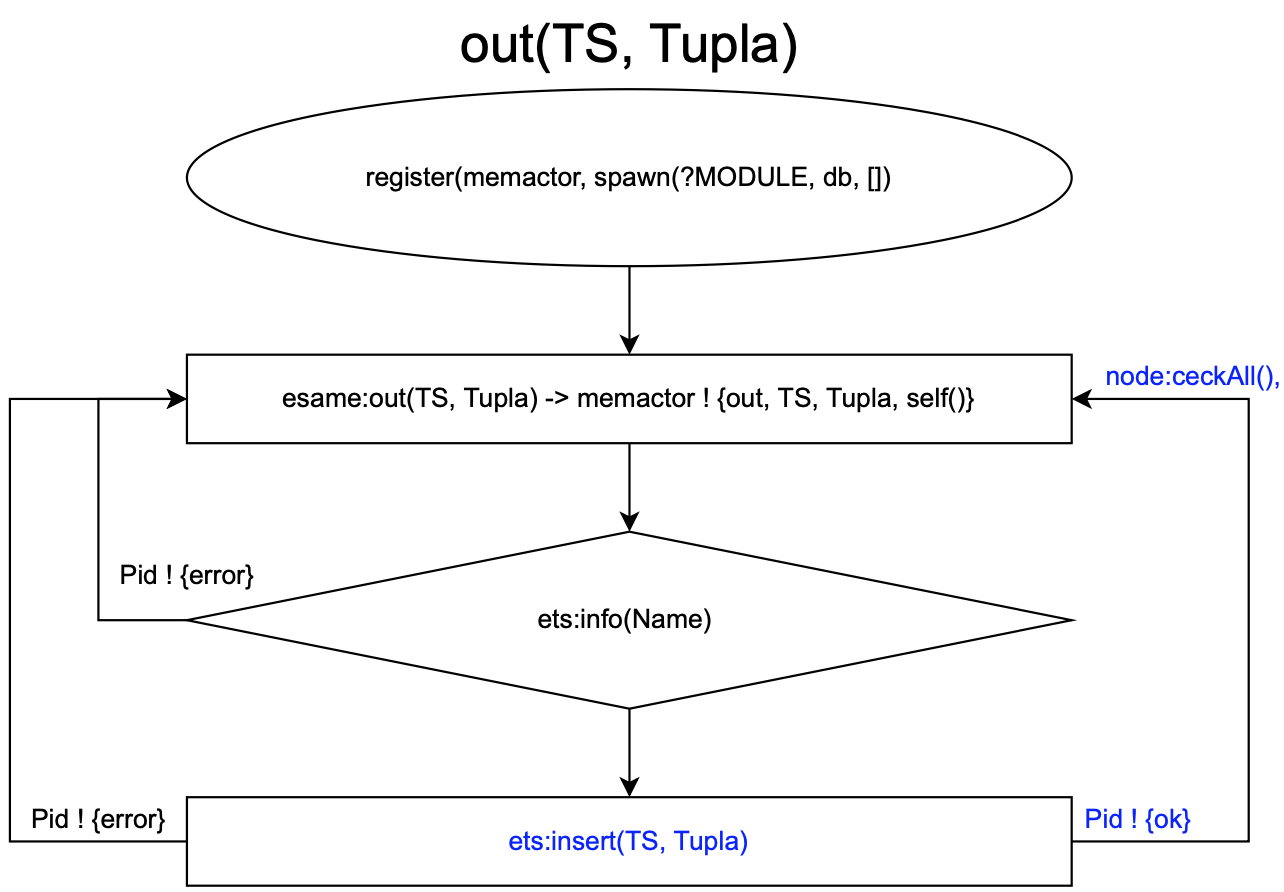 out(TS, Tupla)
register(memactor, spawn(?MODULE, db, [])
node:ceckAll(),
esame:out(TS, Tupla) -> memactor ! {out, TS, Tupla, self()}
Pid ! {error}
ets:info(Name)
Pid ! {error}
Pid ! {ok}
ets:insert(TS, Tupla)